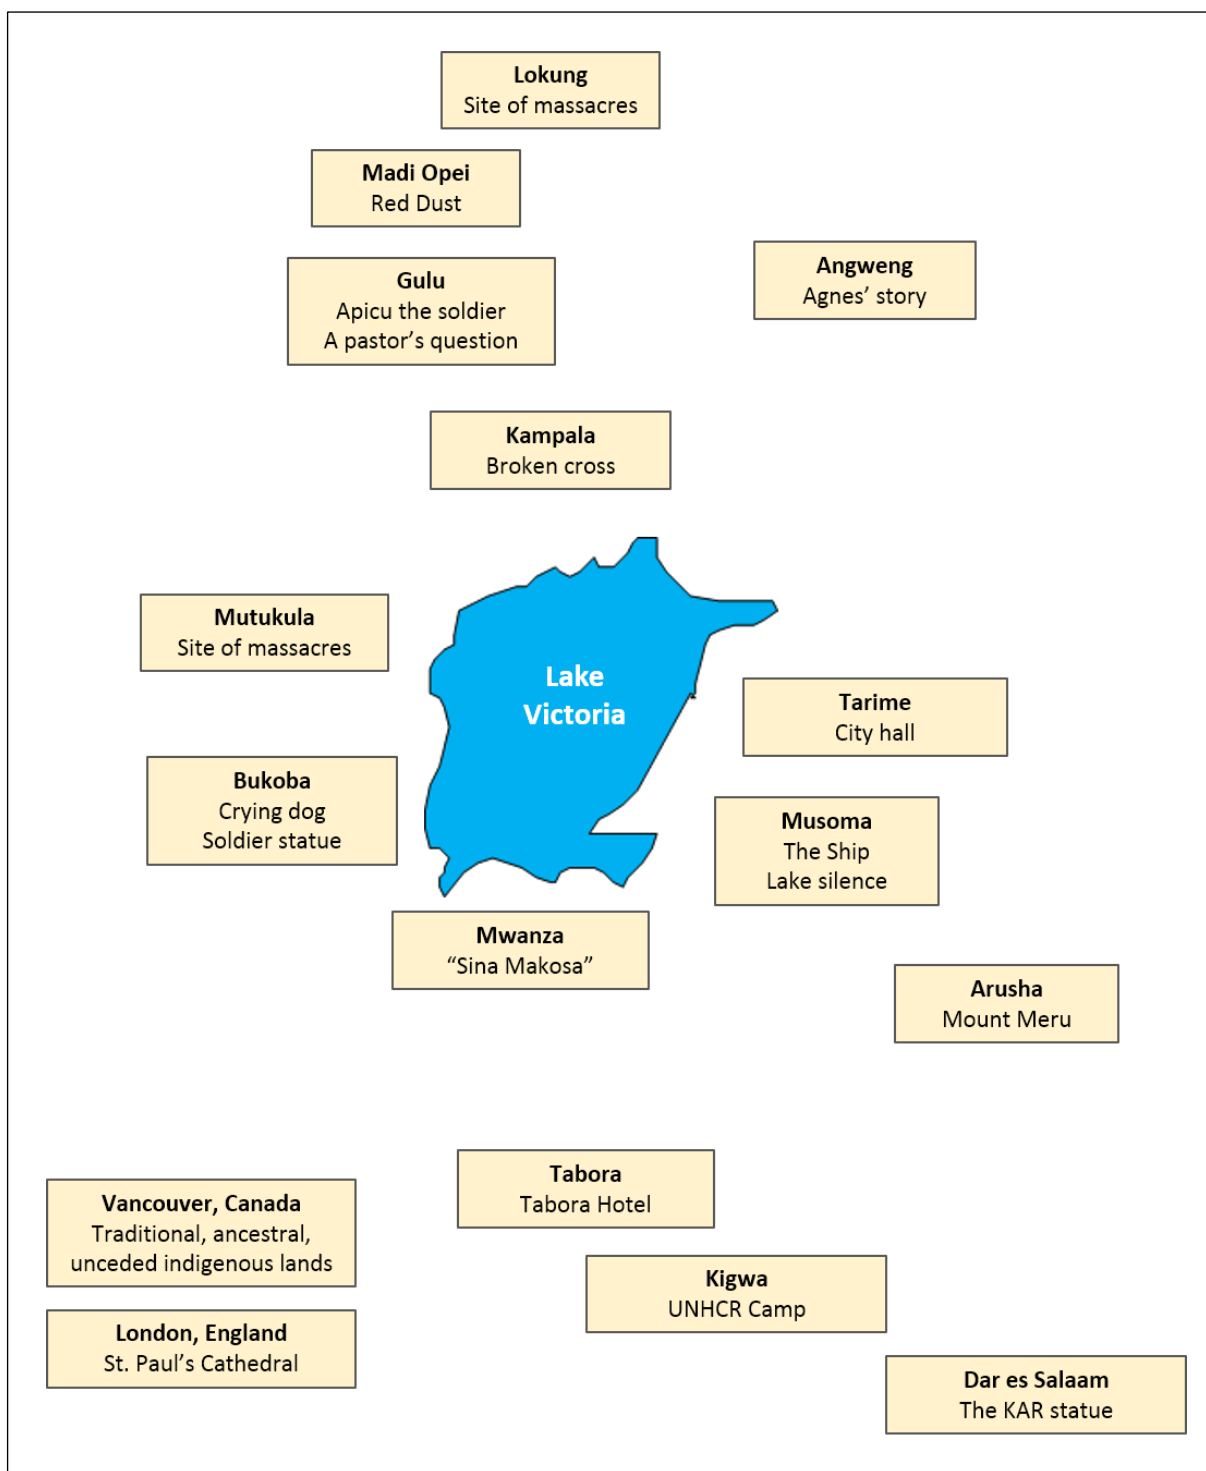 Lokung
Site of massacres
Madi Opei
Red Dust
Angweng
Agnes’ story
Gulu
Apicu the soldier
A pastor’s question
Kampala
Broken cross
Mutukula
Site of massacres
Lake
Victoria
Tarime
City hall
Bukoba
Crying dog
Soldier statue
Musoma
The Ship
Lake silence
Mwanza
“Sina Makosa”
Arusha
Mount Meru
Tabora
Tabora Hotel
Vancouver, Canada
Traditional, ancestral,
unceded indigenous lands
Kigwa
UNHCR Camp
London, England
St. Paul’s Cathedral
Dar es Salaam
The KAR statue